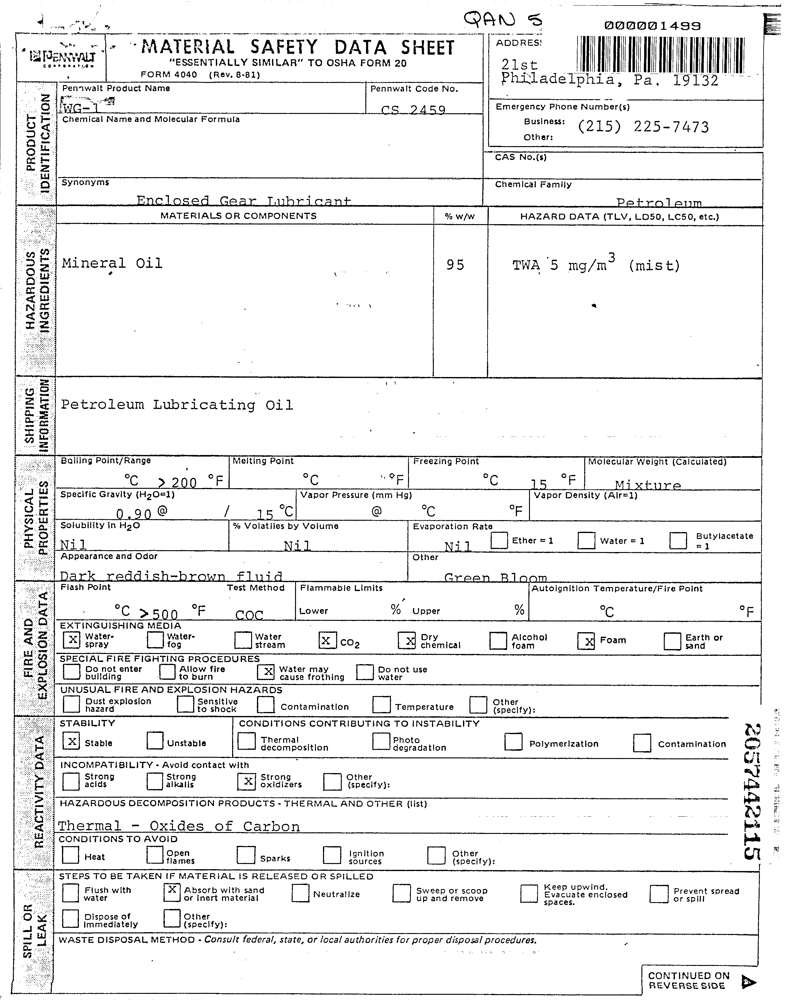 QAN 5
000001499
PENNWALT
CORPORATION
MATERIAL SAFETY DATA SHEET
"ESSENTIALLY SIMILAR" TO OSHA FORM 20
FORM 4040 (Rev. 8-81)
ADDRES
21st
Philadelphia, Pa. 19132
Emergency Phone Number(s)
Business: (215) 225-7473
Other:
PRODUCT IDENTIFICATION
Pennwalt Product Name
Pennwalt Code No.
WG-1
CS 2459
Chemical Name and Molecular Formula
CAS No.(s)
Synonyms
Chemical Family
Enclosed Gear Lubricant
Petroleum
HAZARDOUS INGREDIENTS
MATERIALS OR COMPONENTS % w/w HAZARD DATA (TLV, LD50, LC50, etc.)
Mineral Oil 95 TWA 5 mg/m³ (mist)
SHIPPING INFORMATION
Petroleum Lubricating Oil
PHYSICAL PROPERTIES
Boiling Point/Range Melting Point Freezing Point Molecular Weight (Calculated)
°C > 200 °F °C °F °C 15 °F Mixture
Specific Gravity (H2O=1) Vapor Pressure (mm Hg) Vapor Density (Air=1)
0.90 @ / 15 °C @ °C °F
Solubility in H2O % Volatiles by Volume Evaporation Rate
Nil Nil Nil Ether = 1 Water = 1 Butylacetate = 1
Appearance and Odor Other
Dark reddish-brown fluid Green Bloom
FIRE AND EXPLOSION DATA
Flash Point Test Method Flammable Limits Autoignition Temperature/Fire Point
°C >500 °F COC Lower % Upper % °C °F
EXTINGUISHING MEDIA
X Water-spray Water-fog Water stream X CO2 X Dry chemical Alcohol foam X Foam Earth or sand
SPECIAL FIRE FIGHTING PROCEDURES
Do not enter building Allow fire to burn X Water may cause frothing Do not use water
UNUSUAL FIRE AND EXPLOSION HAZARDS
Dust explosion hazard Sensitive to shock Contamination Temperature Other (specify):
REACTIVITY DATA
STABILITY CONDITIONS CONTRIBUTING TO INSTABILITY
X Stable Unstable Thermal decomposition Photo degradation Polymerization Contamination
INCOMPATIBILITY - Avoid contact with
Strong acids Strong alkalis X Strong oxidizers Other (specify):
HAZARDOUS DECOMPOSITION PRODUCTS - THERMAL AND OTHER (list)
Thermal - Oxides of Carbon
CONDITIONS TO AVOID
Heat Open flames Sparks Ignition sources Other (specify):
SPILL OR LEAK
STEPS TO BE TAKEN IF MATERIAL IS RELEASED OR SPILLED
Flush with water X Absorb with sand or inert material Neutralize Sweep or scoop up and remove Keep upwind. Evacuate enclosed spaces. Prevent spread or spill
Dispose of immediately Other (specify):
WASTE DISPOSAL METHOD - Consult federal, state, or local authorities for proper disposal procedures.
CONTINUED ON
REVERSE SIDE
2057442115